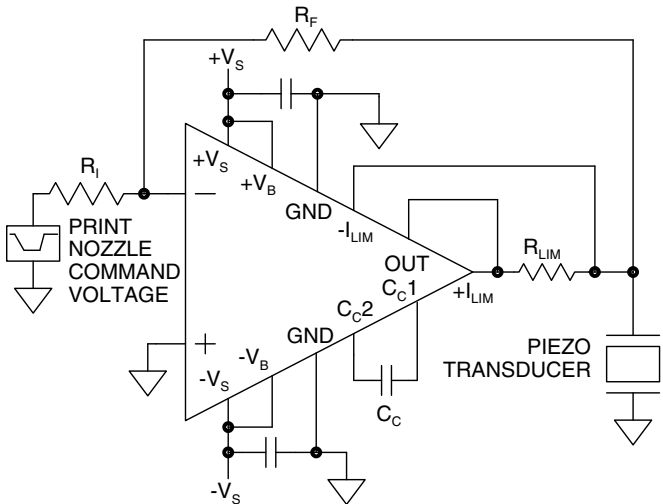 R_F
+V_S
R_I
+V_S
+V_B
GND
-I_LIM
PRINT
NOZZLE
COMMAND
VOLTAGE
OUT
R_LIM
C_C1
+I_LIM
C_C2
GND
-V_B
-V_S
PIEZO
TRANSDUCER
C_C
-V_S